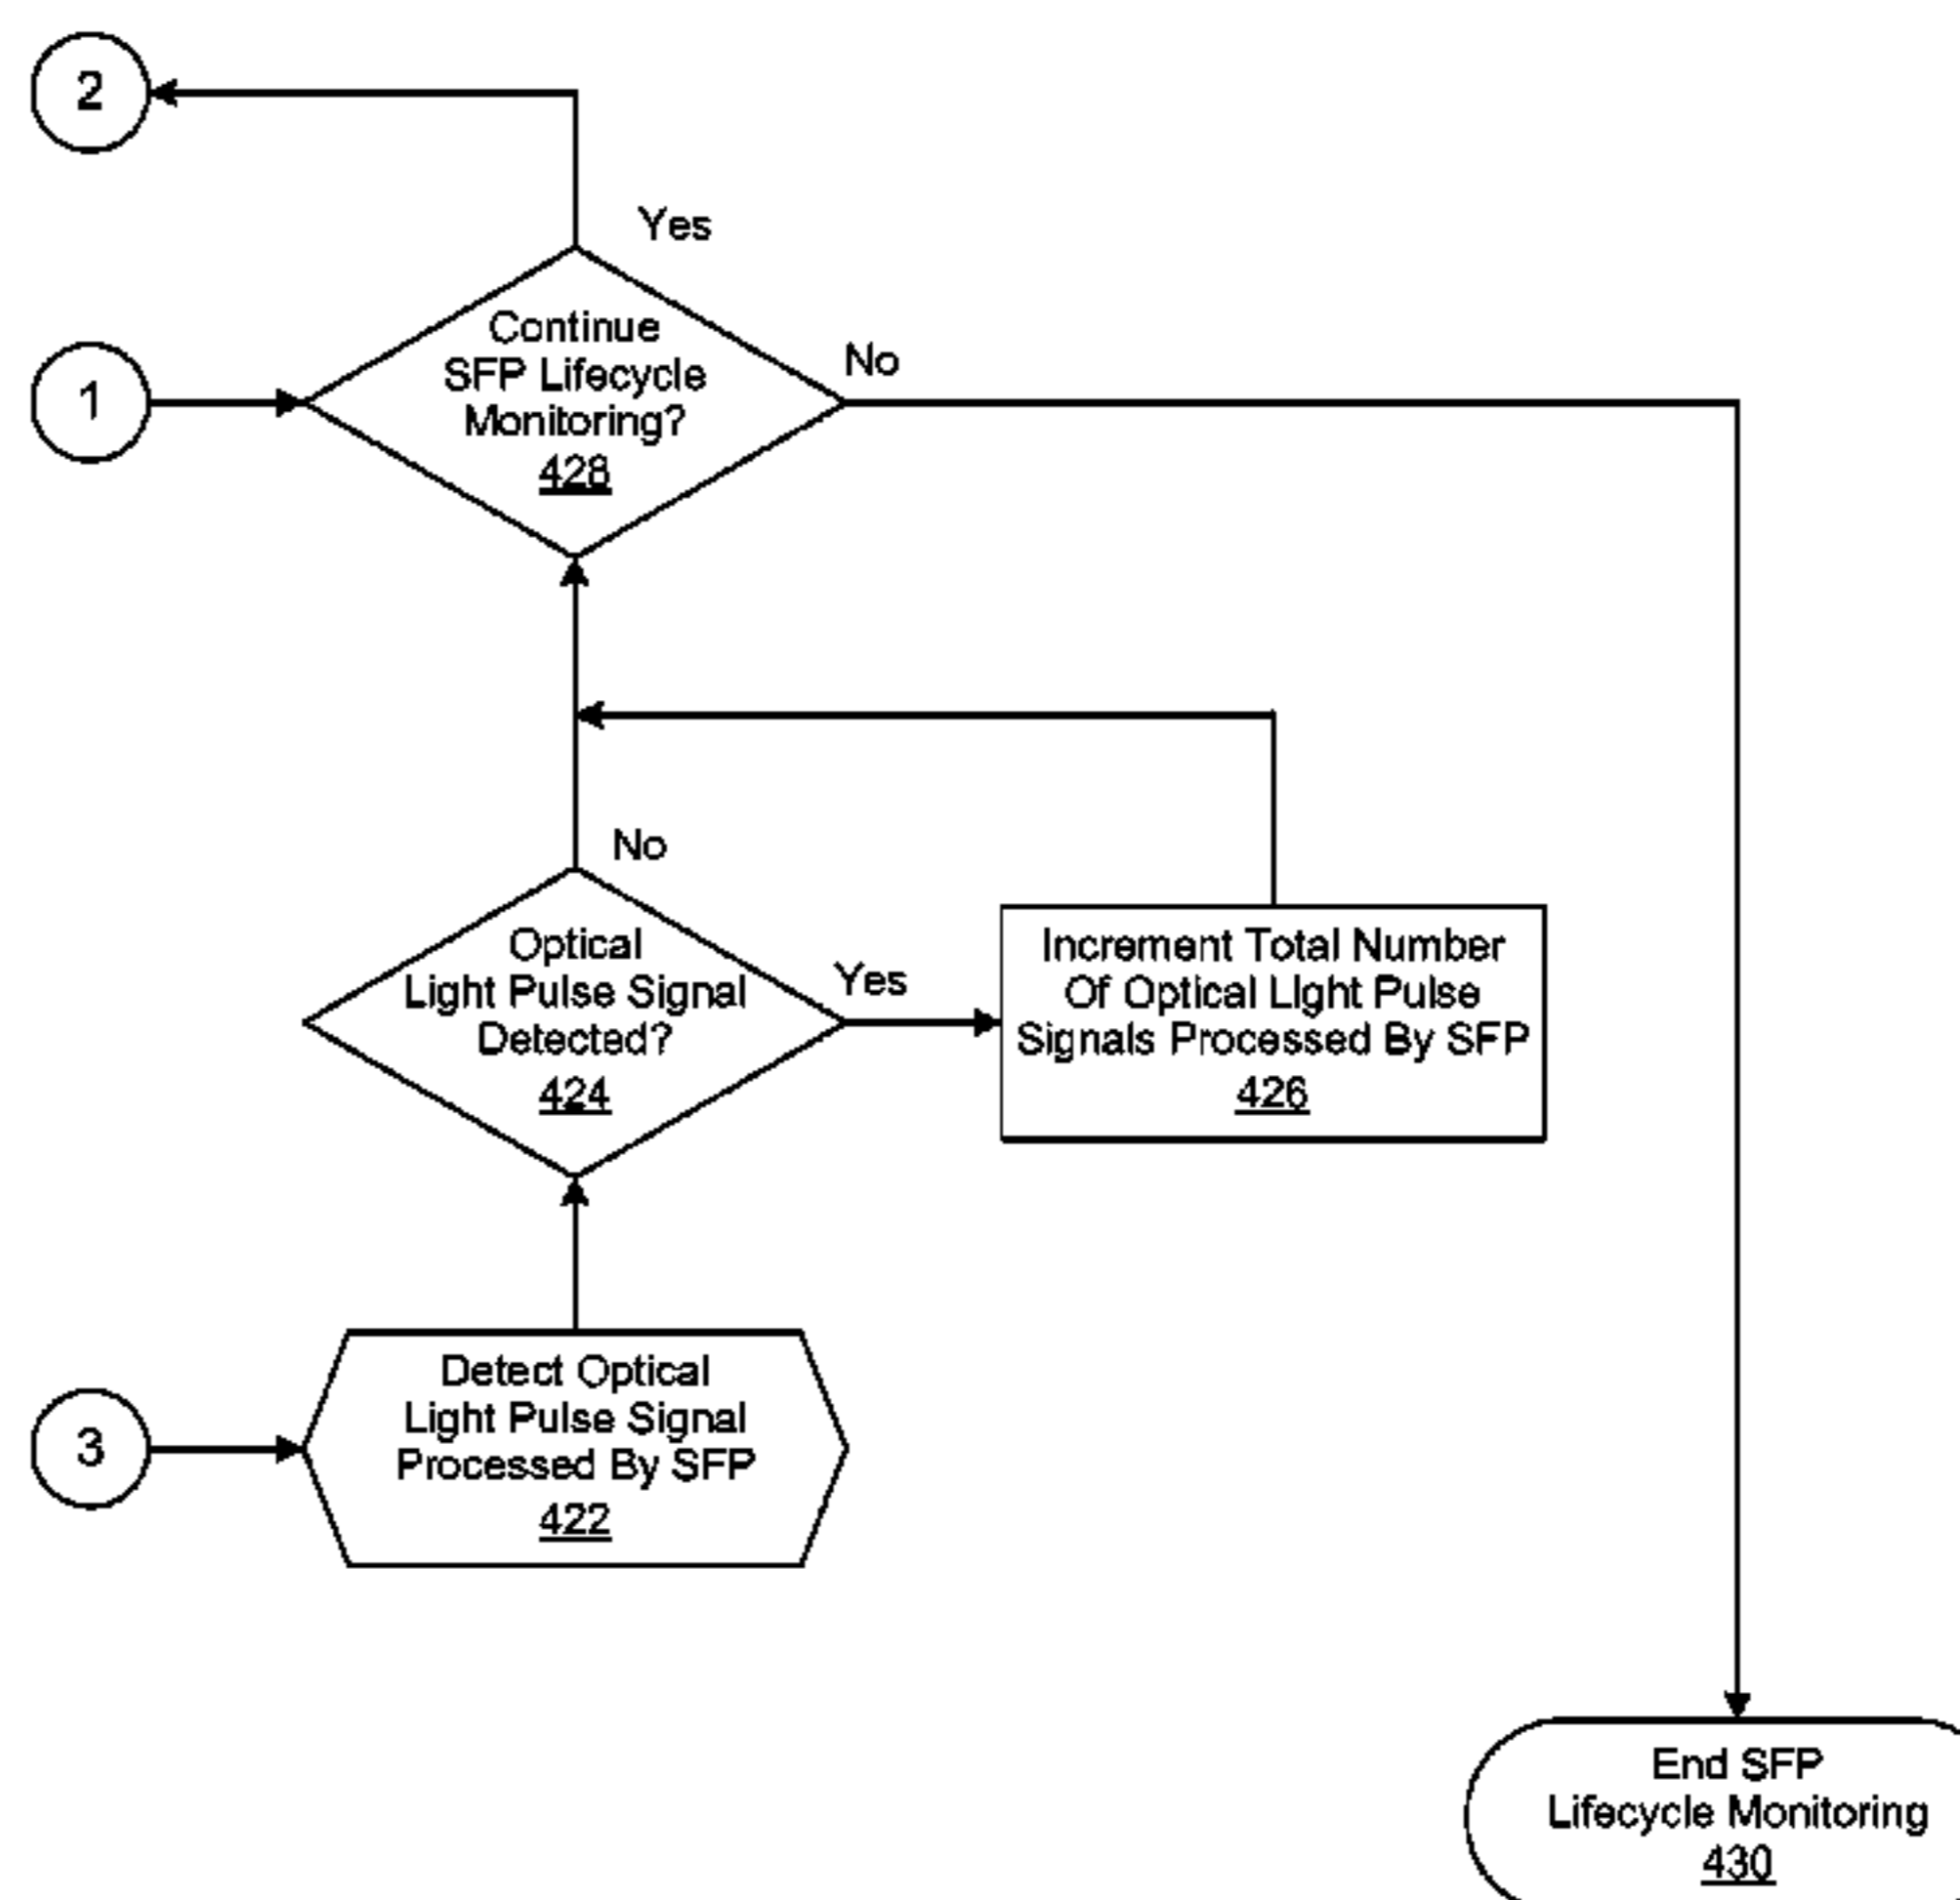 2
Yes
Continue
SFP Lifecycle
Monitoring?
428
No
1
No
Optical
Light Pulse Signal
Detected?
424
Yes
Increment Total Number
Of Optical Light Pulse
Signals Processed By SFP
426
3
Detect Optical
Light Pulse Signal
Processed By SFP
422
End SFP
Lifecycle Monitoring
430